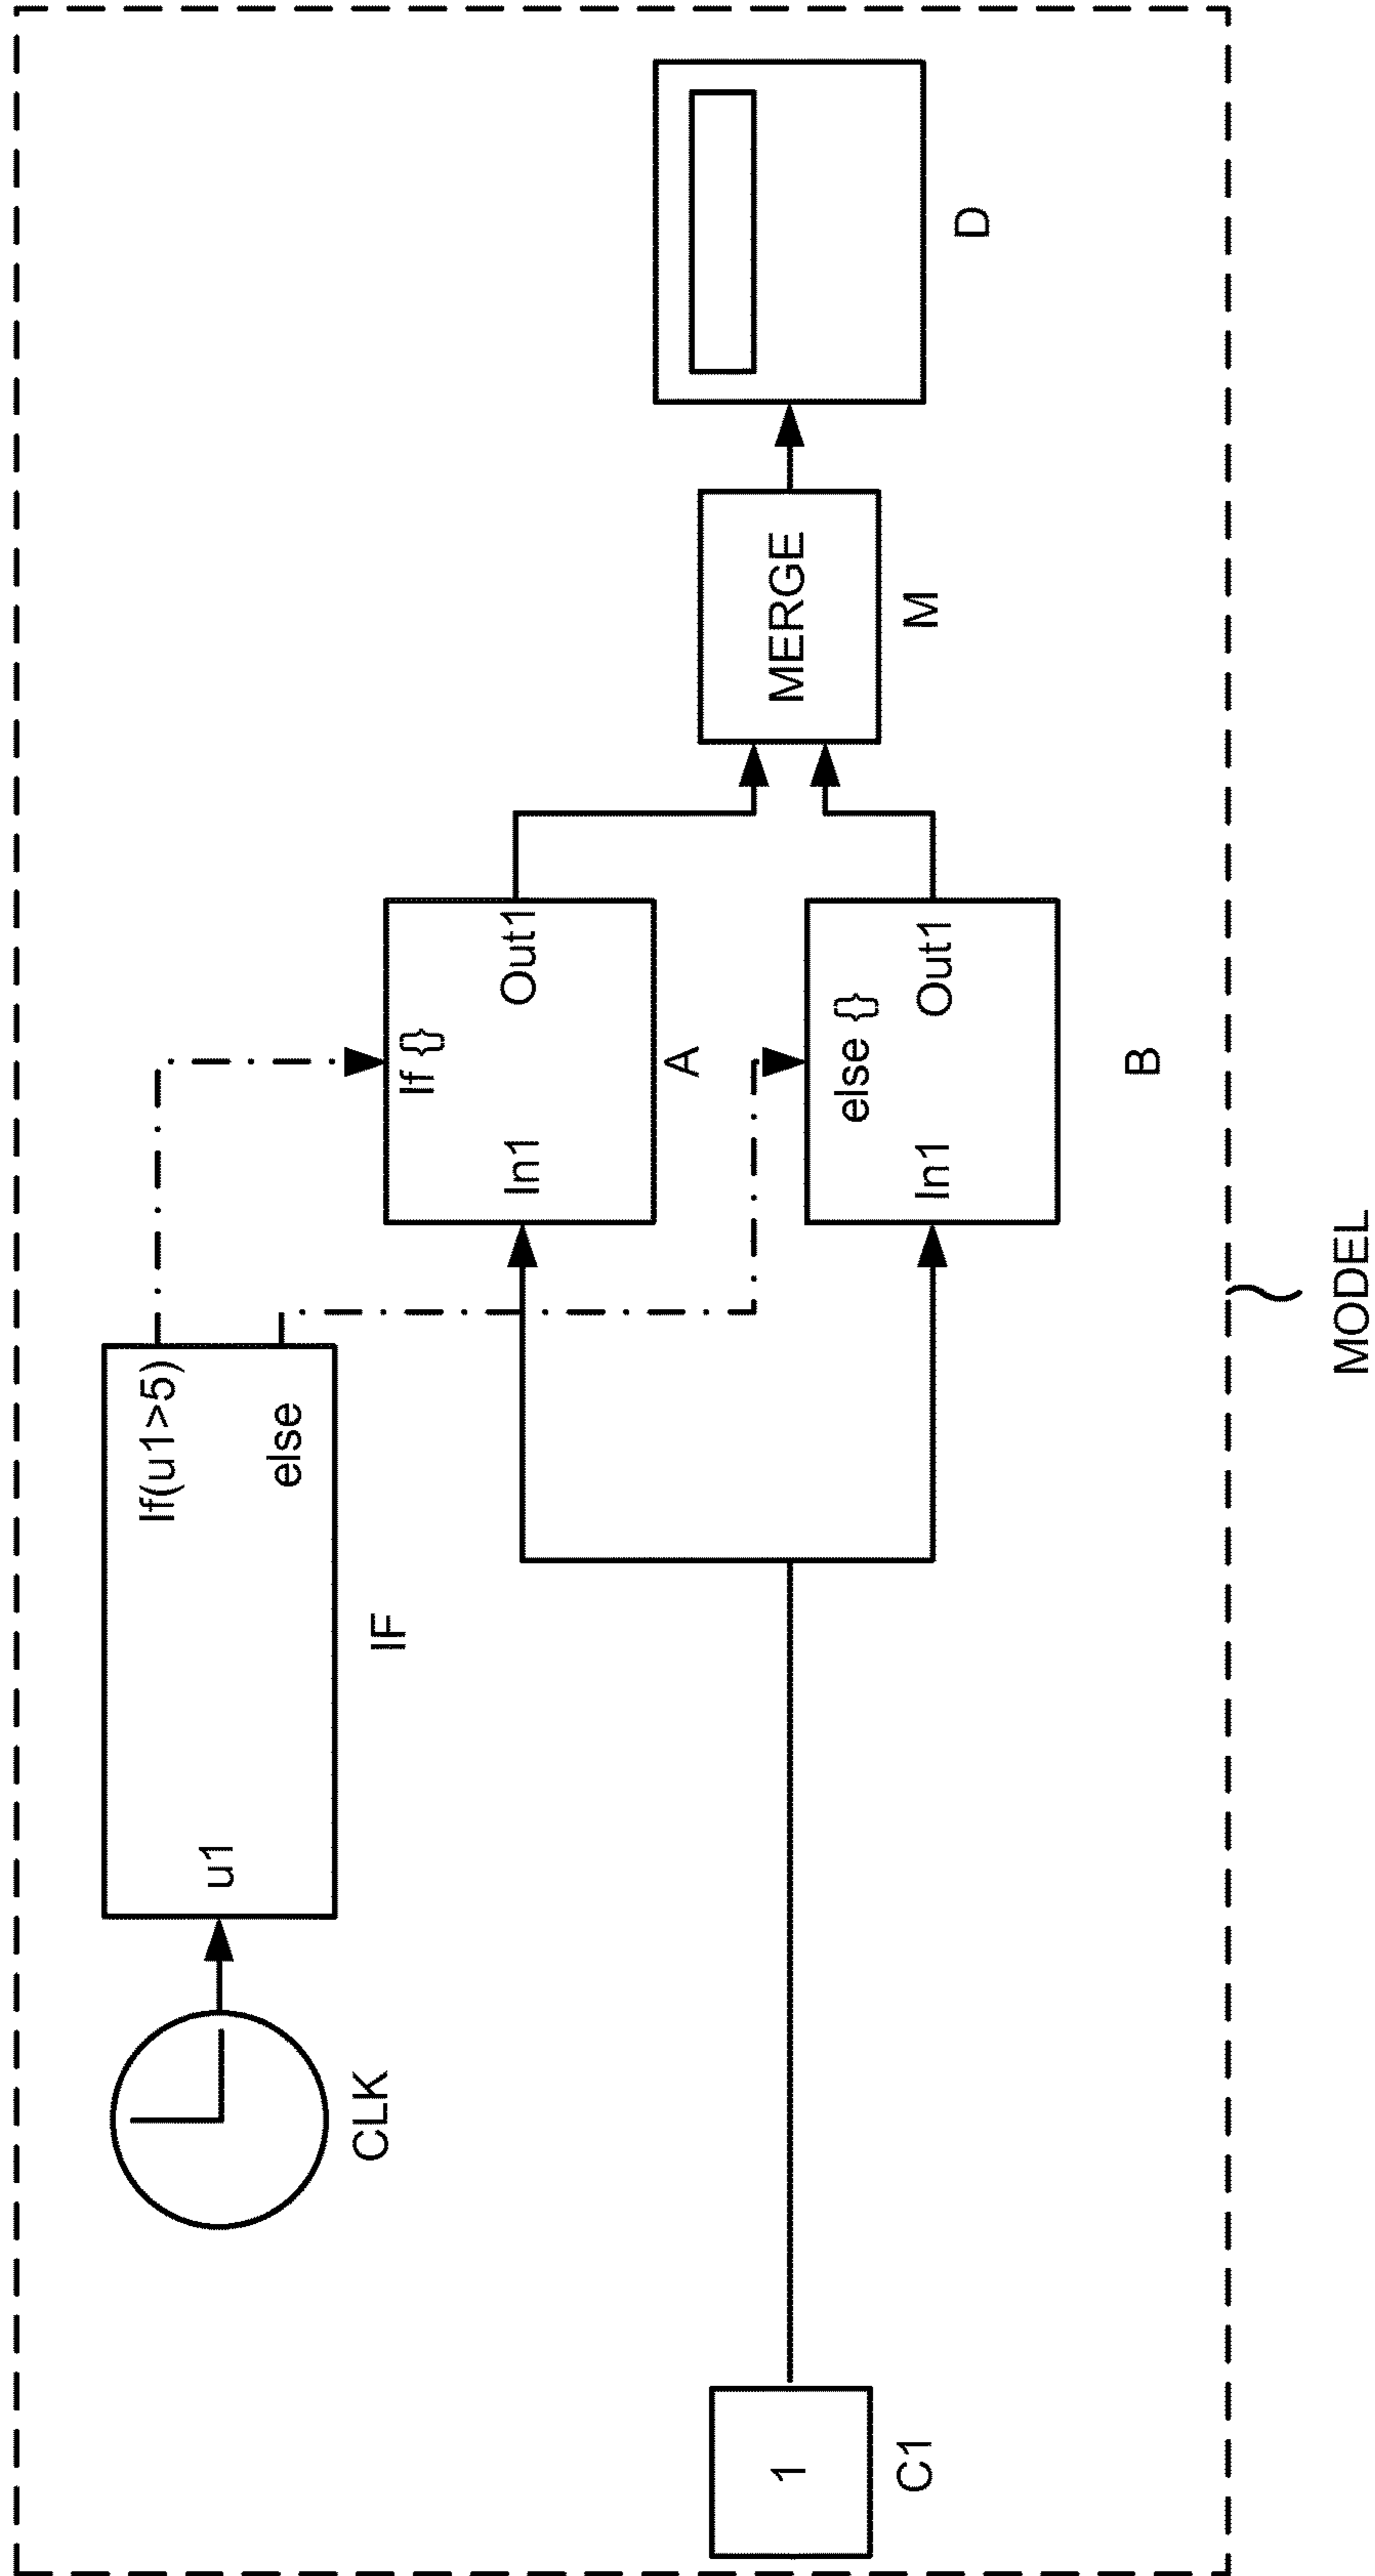 u1
If(u1>5)
else
CLK
IF
If {}
In1
Out1
A
else {}
In1
Out1
B
MERGE
M
D
1
C1
MODEL